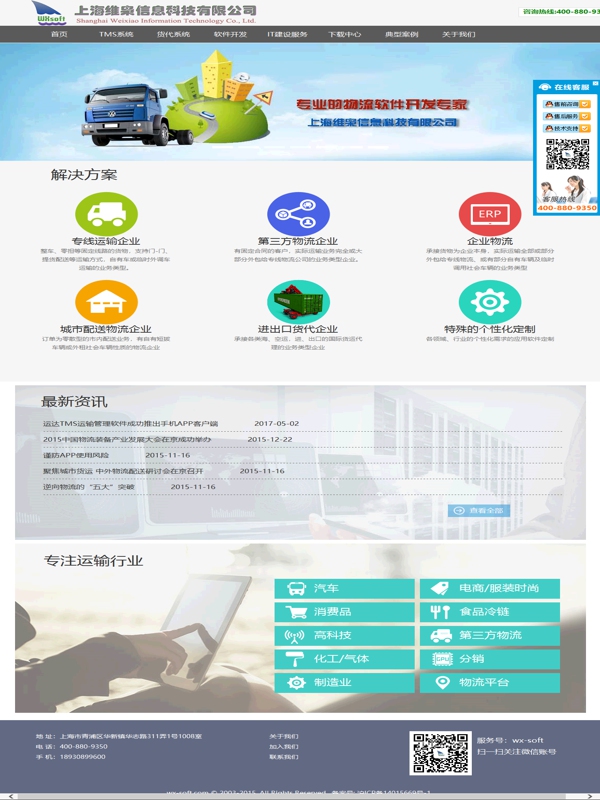 WXsoft
上海维枭信息科技有限公司
Shanghai Weixiao Information Technology Co., Ltd.
咨询热线:400-880-93
首页 TMS系统 货代系统 软件开发 IT建设服务 下载中心 典型案例 关于我们
专业的物流软件开发专家
上海维枭信息科技有限公司
在线客服
售前咨询
售后服务
技术支持
客服热线
400-880-9350
解决方案
专线运输企业
整车、零担等固定线路的货物、支持门-门、
提货配送等运输方式、自有车或临时外调车
运输的业务类型。
第三方物流企业
有固定合同的客户、实际运输业务完全或大
部分外包给专线物流公司的业务类型企业。
ERP
企业物流
承接货物为企业本身、实际运输全部或部分
外包给专线物流、或有部分自有车辆及临时
调用社会车辆的业务类型
城市配送物流企业
订单为零散型的市内配送业务、有自有短驳
车辆或外租社会车辆性质的物流企业
进出口货代企业
承接各类海、空运、进、出口的国际货运代
理的业务类型企业
特殊的个性化定制
各领域、行业的个性化需求的应用软件定制
最新资讯
运达TMS运输管理软件成功推出手机APP客户端 2017-05-02
2015中国物流装备产业发展大会在京成功举办 2015-12-22
谨防APP使用风险 2015-11-16
聚焦城市货运 中外物流配送研讨会在京召开 2015-11-16
逆向物流的“五大”突破 2015-11-16
查看全部
专注运输行业
汽车 电商/服装时尚
消费品 食品冷链
高科技 第三方物流
化工/气体 CPU 分销
制造业 物流平台
地 址：上海市青浦区华新镇华志路311弄1号1008室
电 话：400-880-9350
手 机：18930899600
关于我们
加入我们
联系我们
服务号：wx-soft
扫一扫关注微信账号
wx-soft.com © 2003-2015 All Rights Reserved 备案号: 沪ICP备14015669号-1